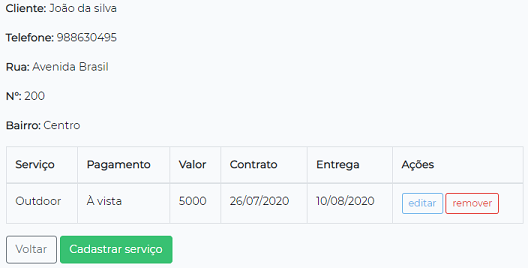 Cliente: João da silva
Telefone: 988630495
Rua: Avenida Brasil
Nº: 200
Bairro: Centro
Serviço Pagamento Valor Contrato Entrega Ações
Outdoor À vista 5000 26/07/2020 10/08/2020 editar remover
Voltar Cadastrar serviço